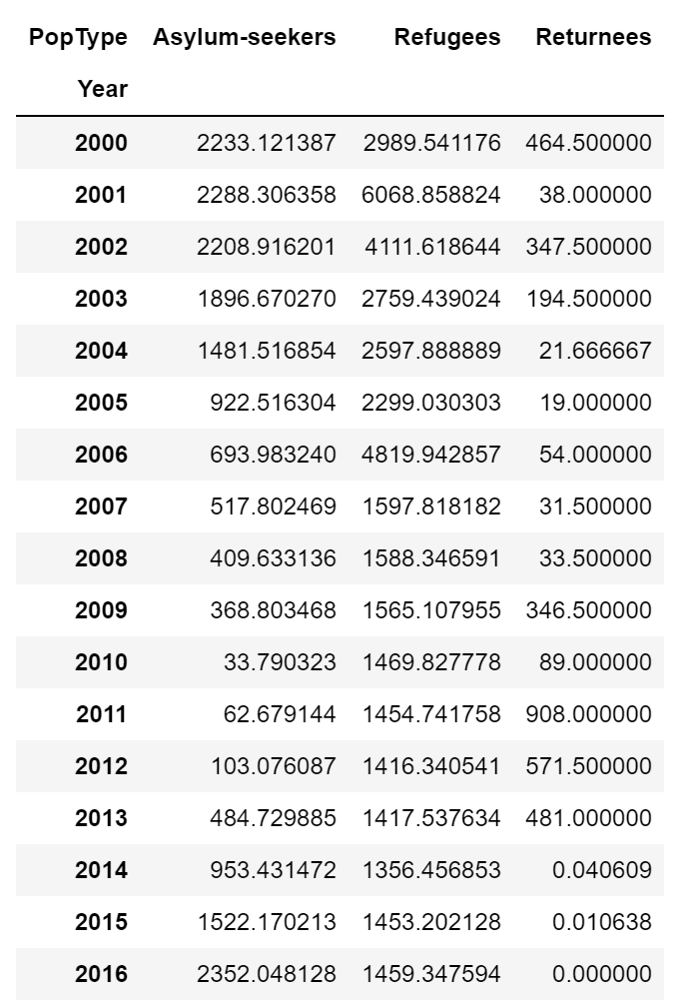 PopType Asylum-seekers Refugees Returnees
Year
2000 2233.121387 2989.541176 464.500000
2001 2288.306358 6068.858824 38.000000
2002 2208.916201 4111.618644 347.500000
2003 1896.670270 2759.439024 194.500000
2004 1481.516854 2597.888889 21.666667
2005 922.516304 2299.030303 19.000000
2006 693.983240 4819.942857 54.000000
2007 517.802469 1597.818182 31.500000
2008 409.633136 1588.346591 33.500000
2009 368.803468 1565.107955 346.500000
2010 33.790323 1469.827778 89.000000
2011 62.679144 1454.741758 908.000000
2012 103.076087 1416.340541 571.500000
2013 484.729885 1417.537634 481.000000
2014 953.431472 1356.456853 0.040609
2015 1522.170213 1453.202128 0.010638
2016 2352.048128 1459.347594 0.000000